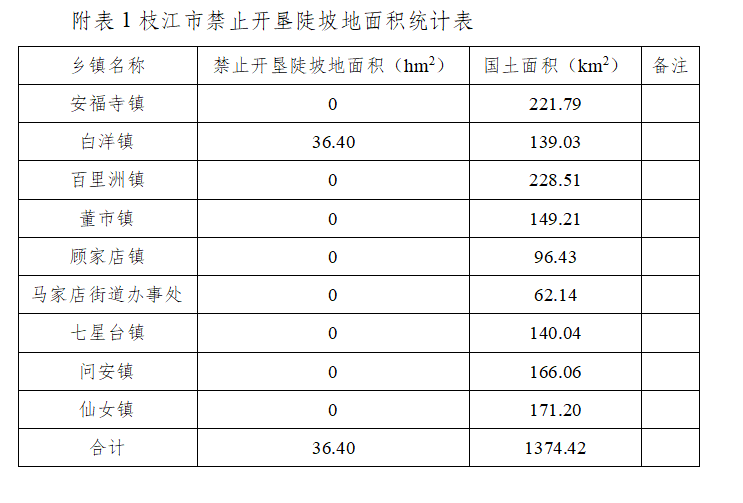 附表 1 枝江市禁止开垦陡坡地面积统计表
乡镇名称 禁止开垦陡坡地面积（hm²） 国土面积（km²） 备注
安福寺镇 0 221.79
白洋镇 36.40 139.03
百里洲镇 0 228.51
董市镇 0 149.21
顾家店镇 0 96.43
马家店街道办事处 0 62.14
七星台镇 0 140.04
问安镇 0 166.06
仙女镇 0 171.20
合计 36.40 1374.42